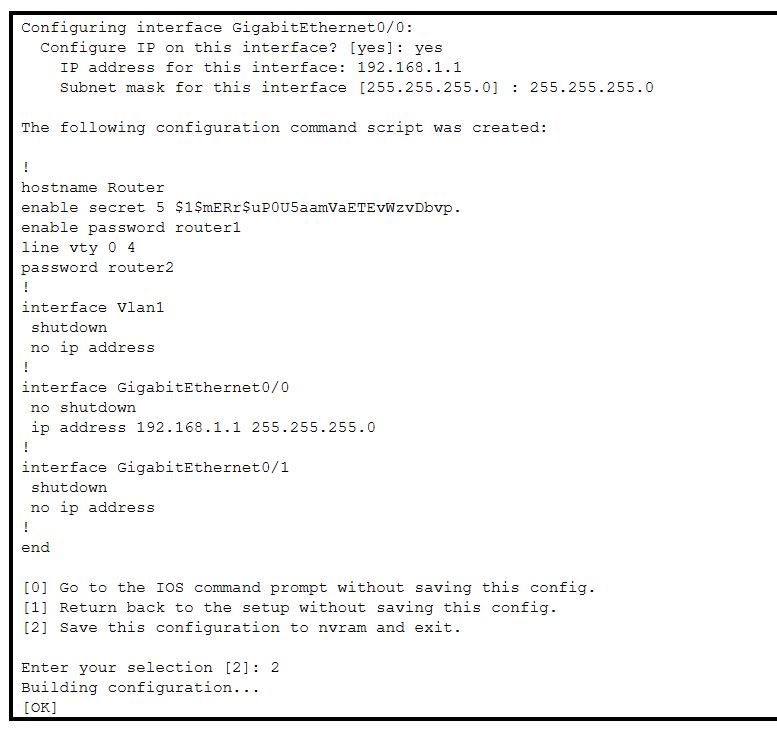 Configuring interface GigabitEthernet0/0:
  Configure IP on this interface? [yes]: yes
    IP address for this interface: 192.168.1.1
    Subnet mask for this interface [255.255.255.0] : 255.255.255.0

The following configuration command script was created:

!
hostname Router
enable secret 5 $1$mERr$uP0U5aamVaETEvWzvDbvp.
enable password router1
line vty 0 4
password router2
!
interface Vlan1
 shutdown
 no ip address
!
interface GigabitEthernet0/0
 no shutdown
 ip address 192.168.1.1 255.255.255.0
!
interface GigabitEthernet0/1
 shutdown
 no ip address
!
end

[0] Go to the IOS command prompt without saving this config.
[1] Return back to the setup without saving this config.
[2] Save this configuration to nvram and exit.

Enter your selection [2]: 2
Building configuration...
[OK]